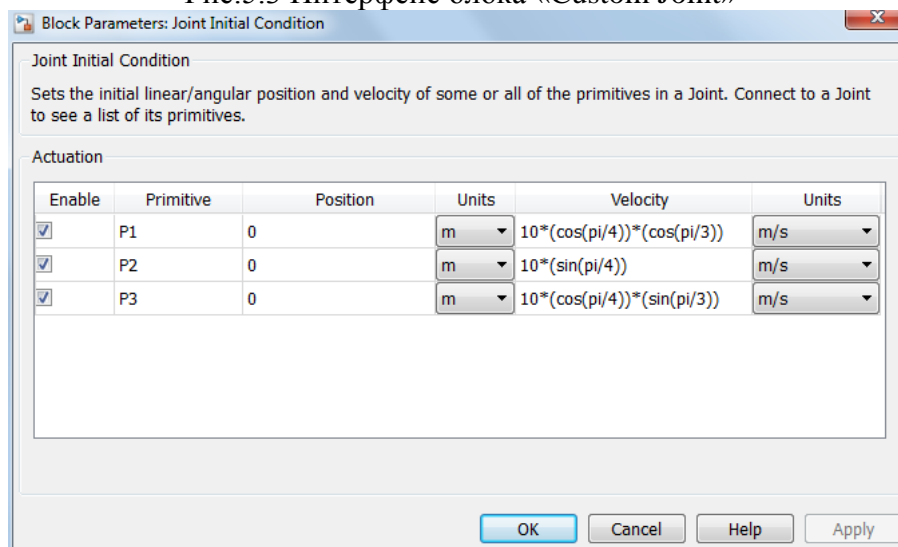 Рис.5.3 Интерфейс блока «Custom Joint»
Block Parameters: Joint Initial Condition
Joint Initial Condition
Sets the initial linear/angular position and velocity of some or all of the primitives in a Joint. Connect to a Joint
to see a list of its primitives.
Actuation
Enable Primitive Position Units Velocity Units
P1 0 m 10*(cos(pi/4))*(cos(pi/3)) m/s
P2 0 m 10*(sin(pi/4)) m/s
P3 0 m 10*(cos(pi/4))*(sin(pi/3)) m/s
OK Cancel Help Apply